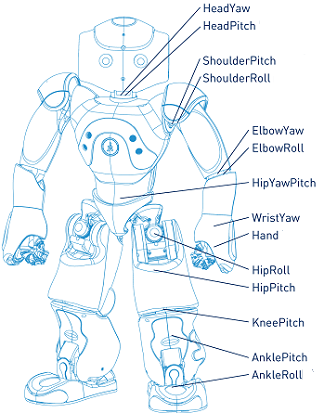 HeadYaw
HeadPitch
ShoulderPitch
ShoulderRoll
ElbowYaw
ElbowRoll
HipYawPitch
WristYaw
Hand
HipRoll
HipPitch
KneePitch
AnklePitch
AnkleRoll